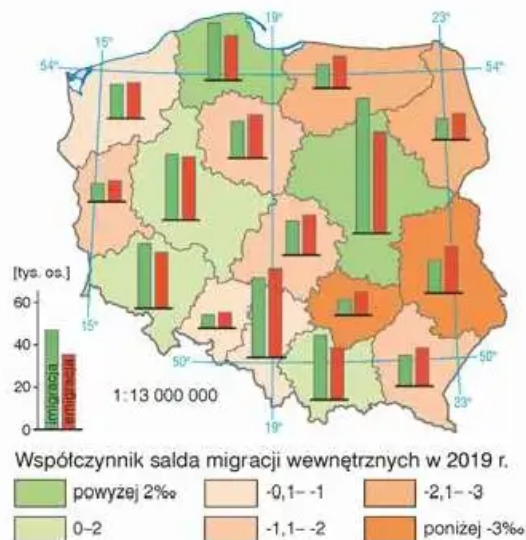 19°
23°
15°
54°
54°
[tys. os.]
60
40
20
0
imigracja
emigracja
15°
50°
50°
1:13 000 000
23°
19°
Współczynnik salda migracji wewnętrznych w 2019 r.
powyżej 2‰ -0,1– -1 -2,1– -3
0–2 -1,1– -2 poniżej -3‰